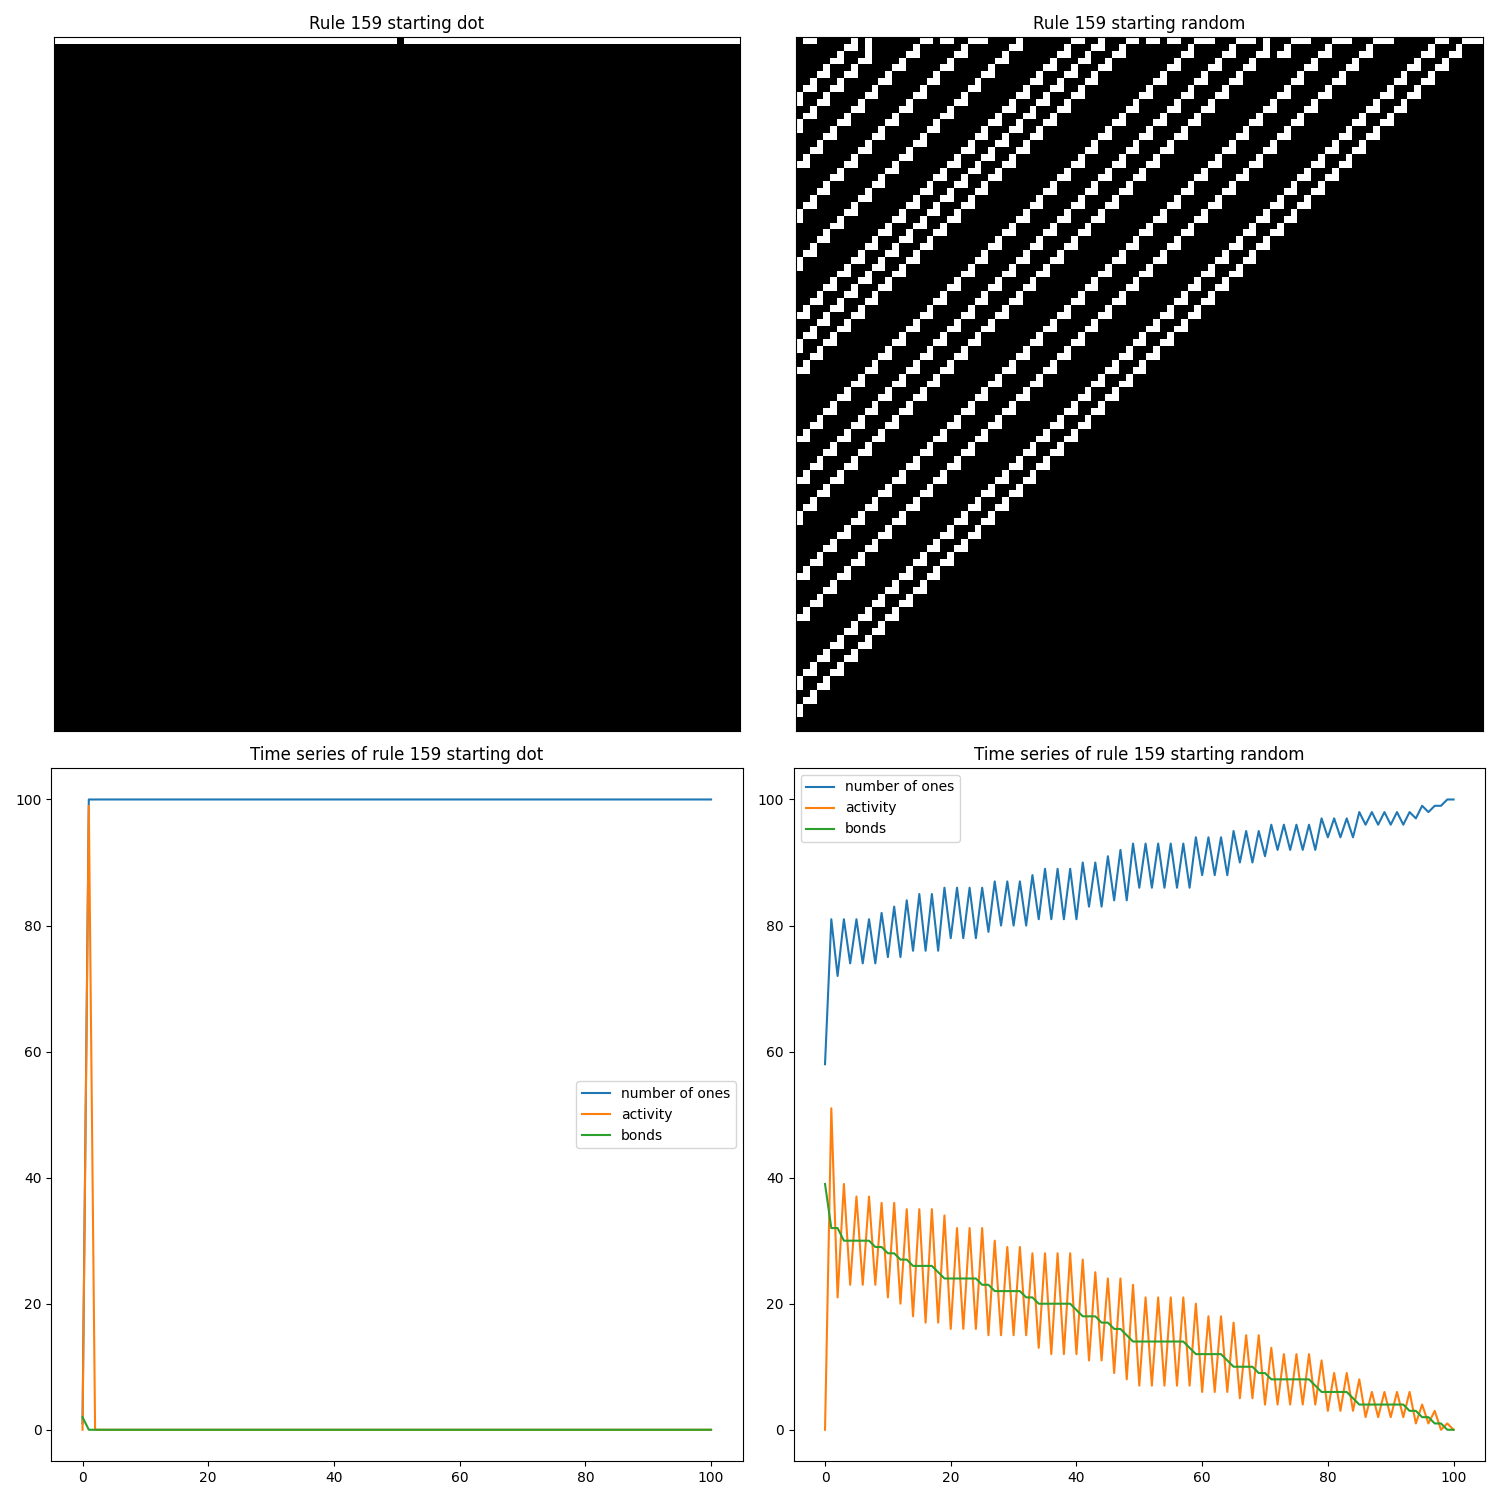 Rule 159 starting dot
Rule 159 starting random
Time series of rule 159 starting dot
100
80
60
40
20
0
0 20 40 60 80 100
number of ones
activity
bonds
Time series of rule 159 starting random
100
80
60
40
20
0
0 20 40 60 80 100
number of ones
activity
bonds